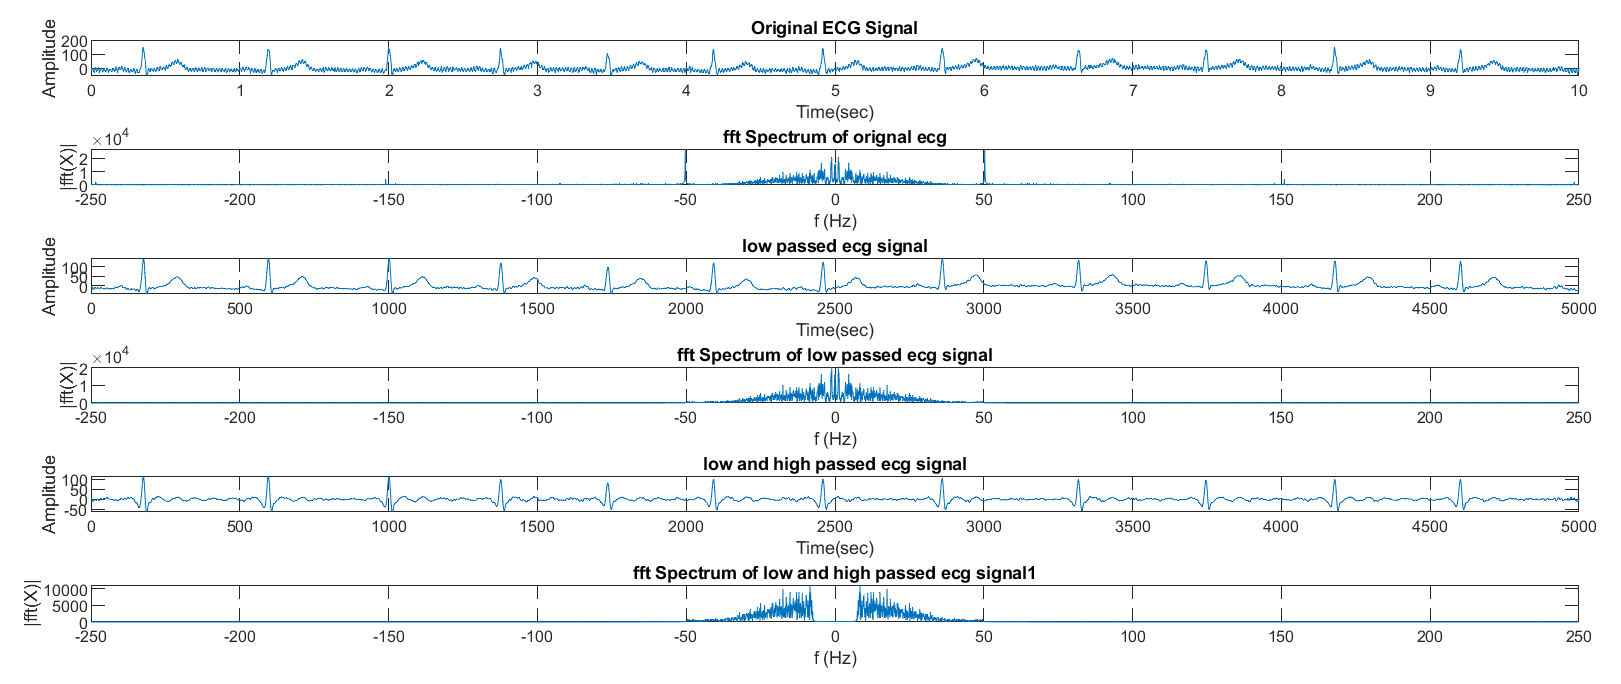 Original ECG Signal
Amplitude
200
100
0
0 1 2 3 4 5 6 7 8 9 10
Time(sec)
fft Spectrum of orignal ecg
×10^4
|fft(X)|
2
1
0
-250 -200 -150 -100 -50 0 50 100 150 200 250
f (Hz)
low passed ecg signal
Amplitude
100
50
0
0 500 1000 1500 2000 2500 3000 3500 4000 4500 5000
Time(sec)
fft Spectrum of low passed ecg signal
×10^4
|fft(X)|
2
1
0
-250 -200 -150 -100 -50 0 50 100 150 200 250
f (Hz)
low and high passed ecg signal
Amplitude
100
50
0
-50
0 500 1000 1500 2000 2500 3000 3500 4000 4500 5000
Time(sec)
fft Spectrum of low and high passed ecg signal1
|fft(X)|
10000
5000
0
-250 -200 -150 -100 -50 0 50 100 150 200 250
f (Hz)